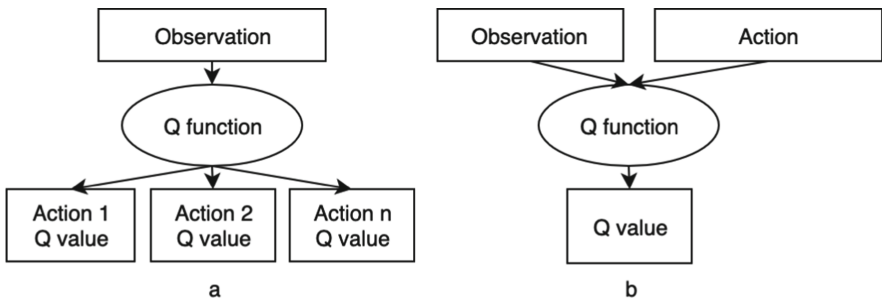 Observation
Observation
Action
Q function
Q function
Action 1
Q value
Action 2
Q value
Action n
Q value
Q value
a
b